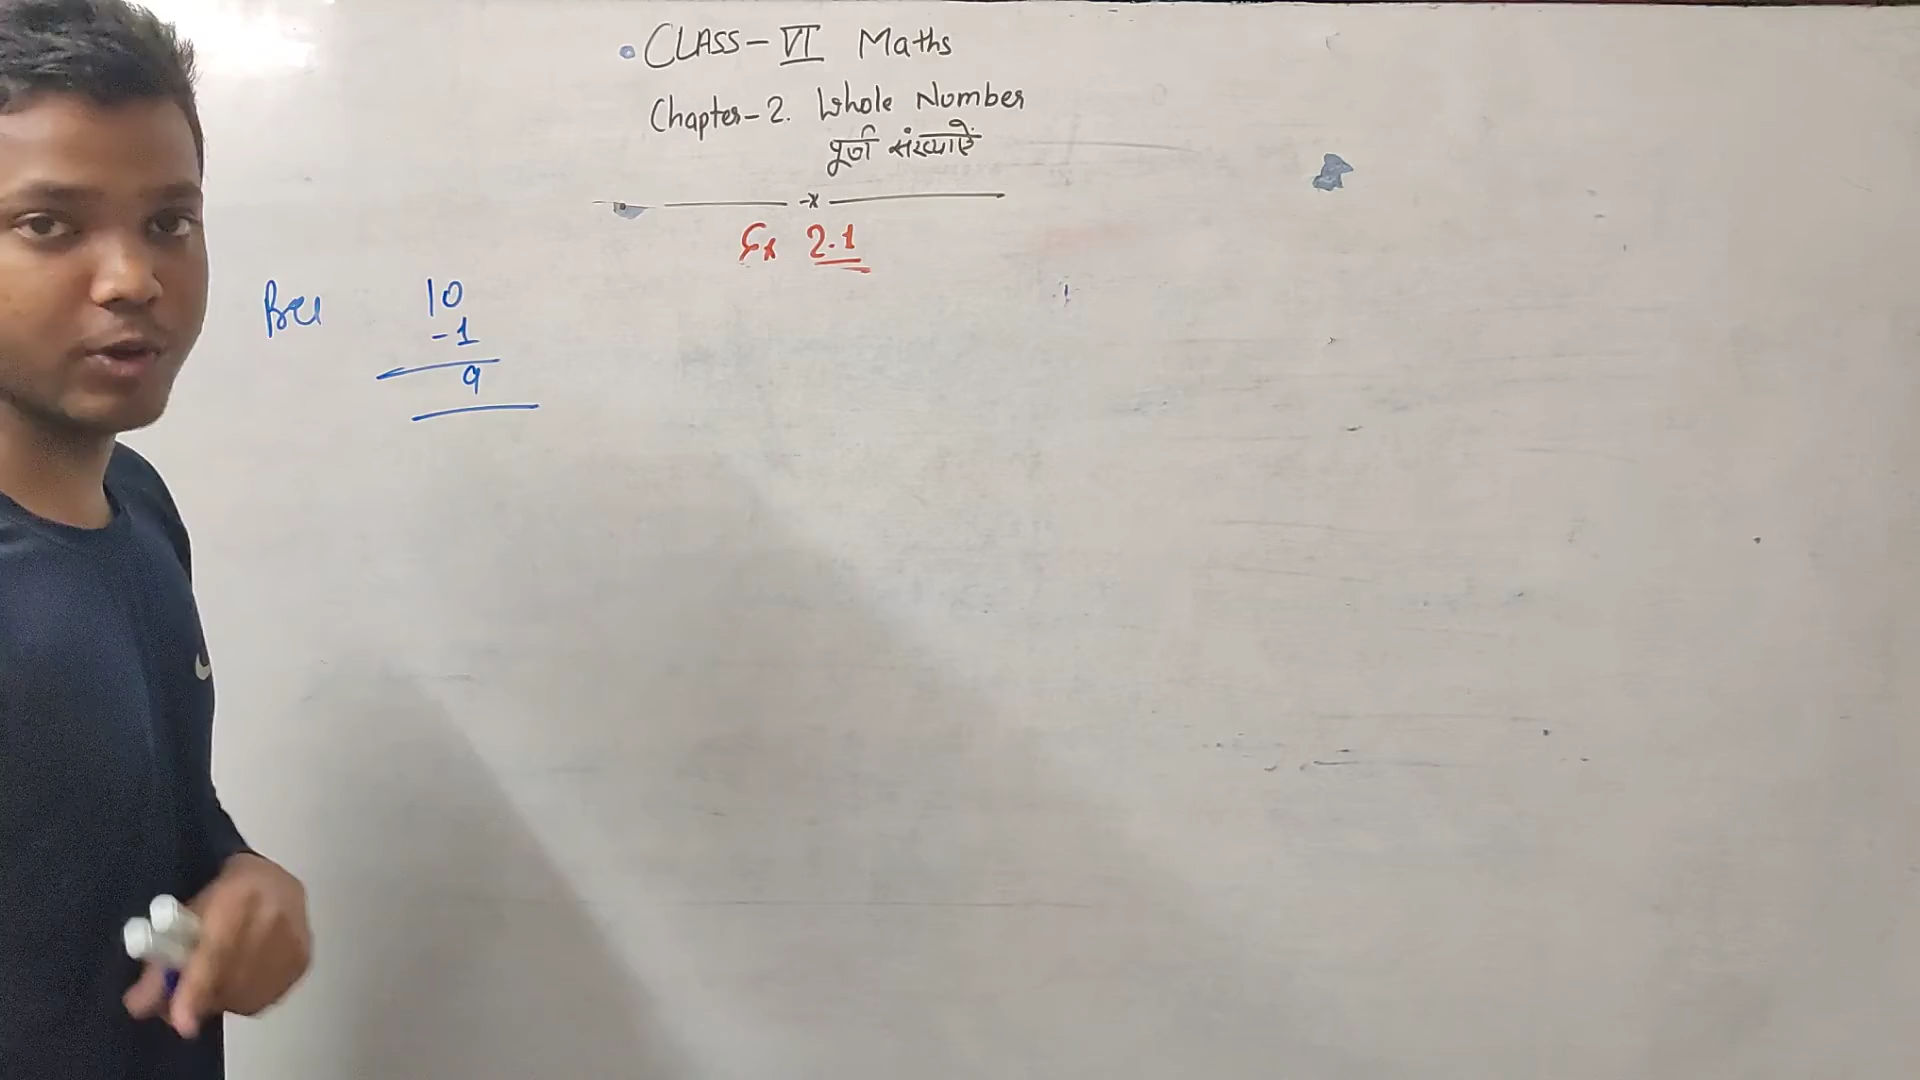 CLASS-VI Maths
Chapter-2. Whole Number
पूर्ण संख्याएँ
Ex 2.1
10
-1
9